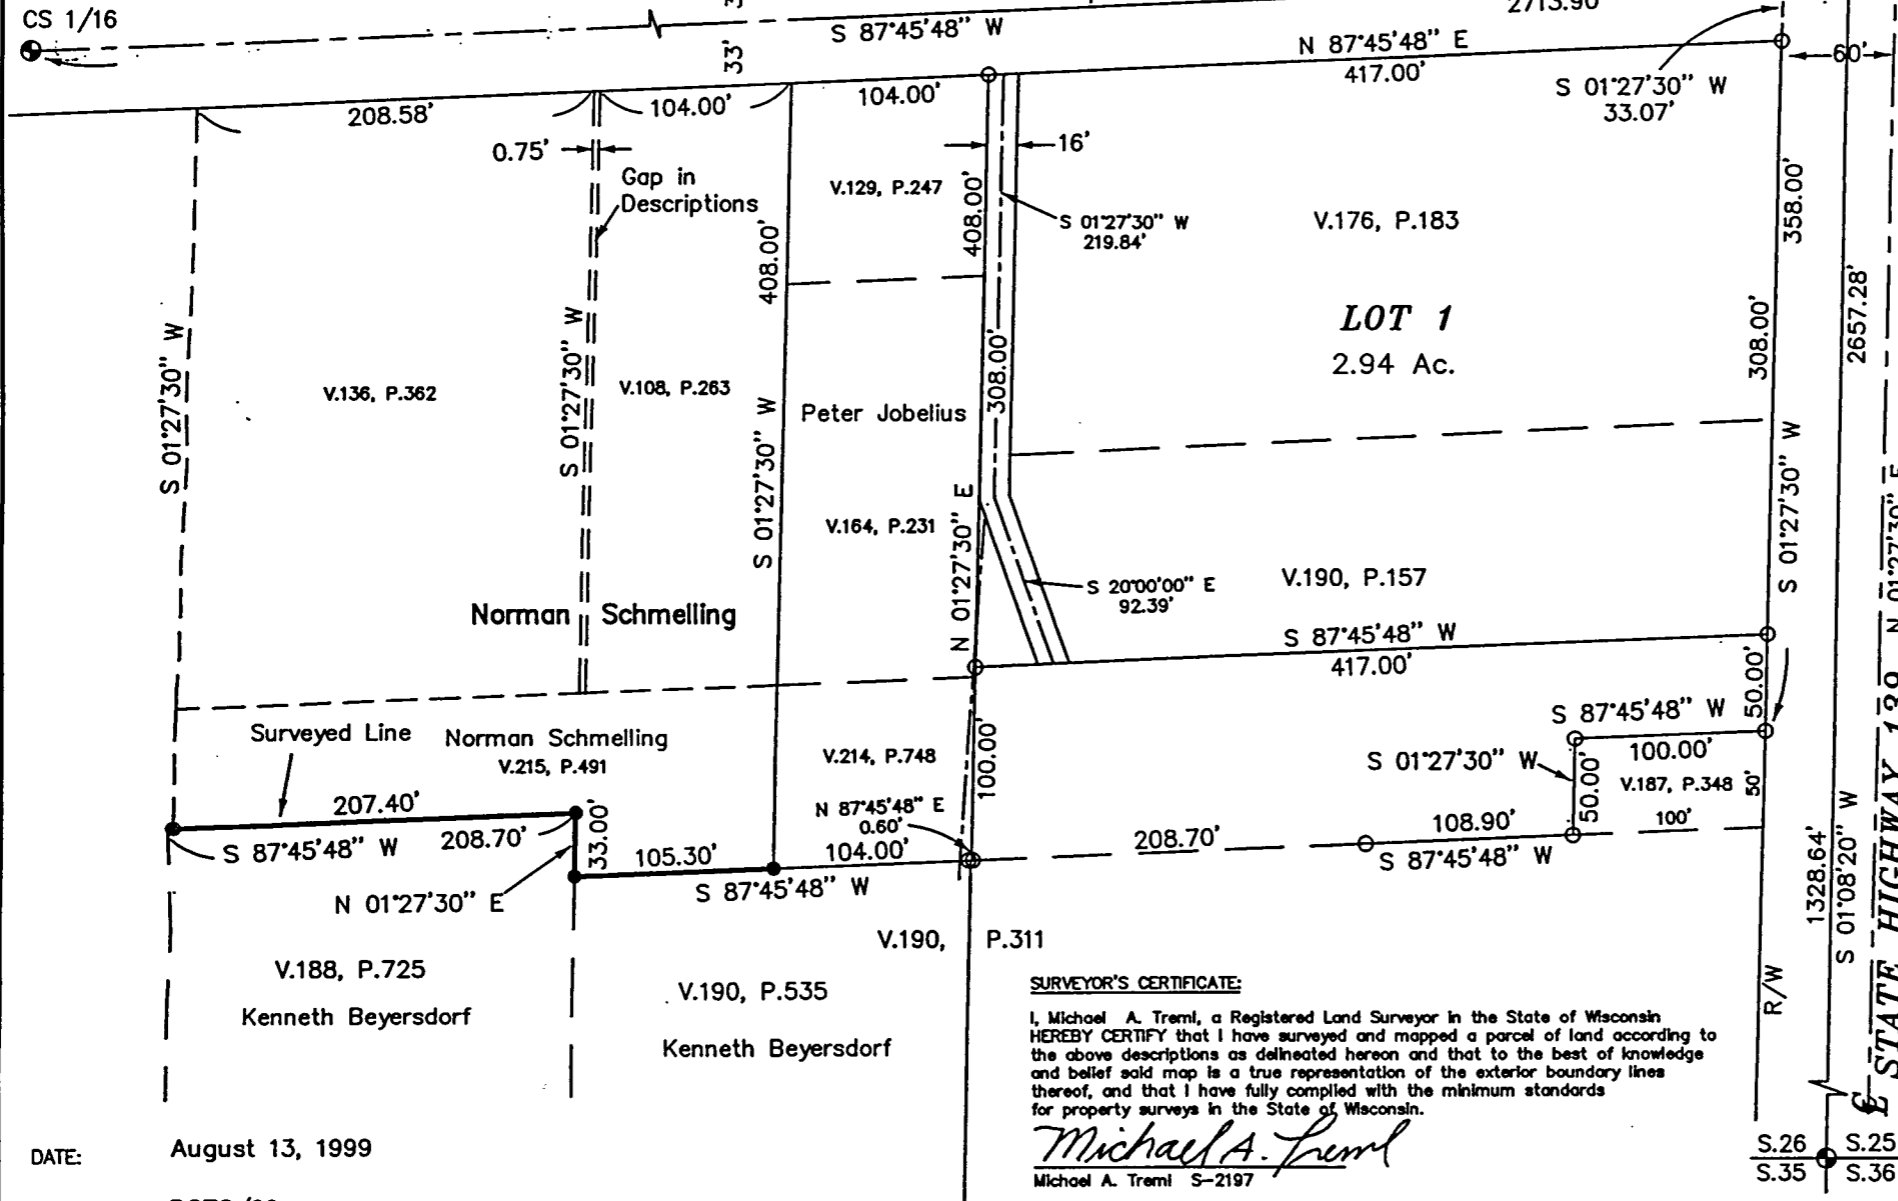 CS 1/16
S 87°45'48" W
33'
N 87°45'48" E
417.00'
2713.90
S 01°27'30" W
33.07'
60'
208.58'
104.00'
104.00'
0.75'
16'
Gap in
Descriptions
V.129, P.247
408.00'
408.00'
S 01°27'30" W
219.84'
V.176, P.183
358.00'
LOT 1
2.94 Ac.
308.00'
308.00'
2657.28'
S 01°27'30" W
V.136, P.362
S 01°27'30" W
V.108, P.263
S 01°27'30" W
Peter Jobelius
V.164, P.231
N 01°27'30" E
S 20°00'00" E
92.39'
V.190, P.157
S 01°27'30" W
N 01°27'30" E
Norman Schmelling
S 87°45'48" W
417.00'
50.00'
Surveyed Line
Norman Schmelling
V.215, P.491
V.214, P.748
100.00'
S 87°45'48" W
100.00'
S 01°27'30" W
50.00'
V.187, P.348
50'
100'
207.40'
S 87°45'48" W
208.70'
33.00'
N 87°45'48" E
0.60'
105.30'
104.00'
S 87°45'48" W
208.70'
108.90'
S 87°45'48" W
N 01°27'30" E
1328.64'
S 01°08'20" W
STATE HIGHWAY 139
R/W
V.190, P.311
V.188, P.725
Kenneth Beyersdorf
V.190, P.535
Kenneth Beyersdorf
SURVEYOR'S CERTIFICATE:
I, Michael A. Treml, a Registered Land Surveyor in the State of Wisconsin
HEREBY CERTIFY that I have surveyed and mapped a parcel of land according to
the above descriptions as delineated hereon and that to the best of knowledge
and belief said map is a true representation of the exterior boundary lines
thereof, and that I have fully complied with the minimum standards
for property surveys in the State of Wisconsin.
Michael A. Treml
Michael A. Treml S-2197
DATE: August 13, 1999
S.26 S.25
S.35 S.36